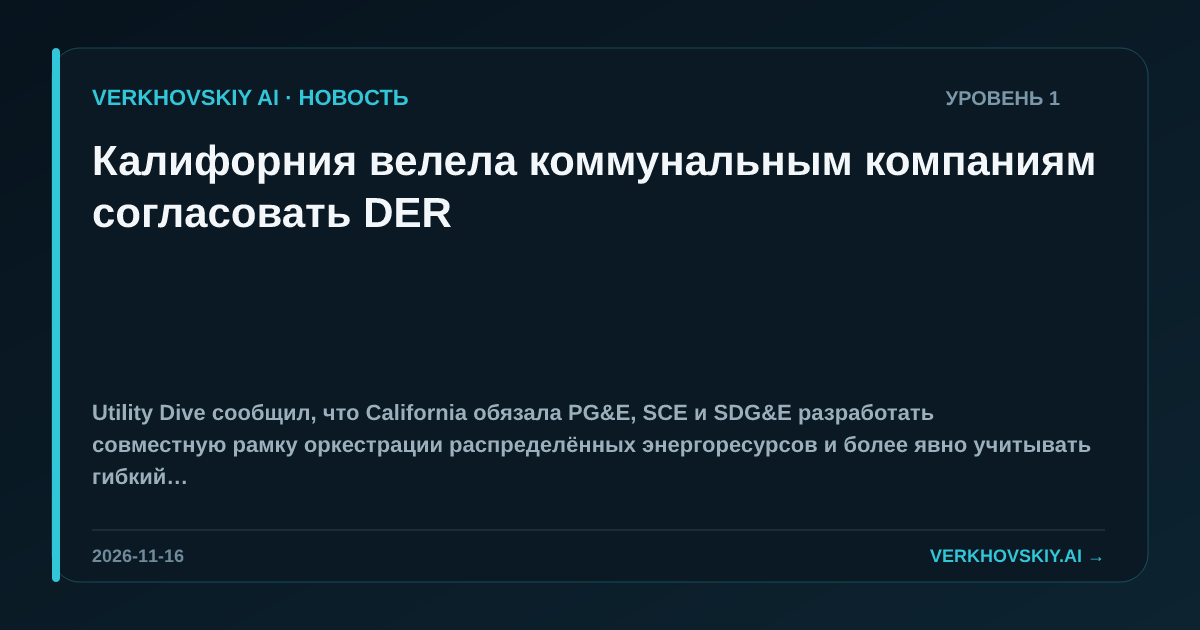 VERKHOVSKIY AI · НОВОСТЬ
УРОВЕНЬ 1
Калифорния велела коммунальным компаниям
согласовать DER
Utility Dive сообщил, что California обязала PG&E, SCE и SDG&E разработать
совместную рамку оркестрации распределённых энергоресурсов и более явно учитывать
гибкий…
2026-11-16
VERKHOVSKIY.AI →